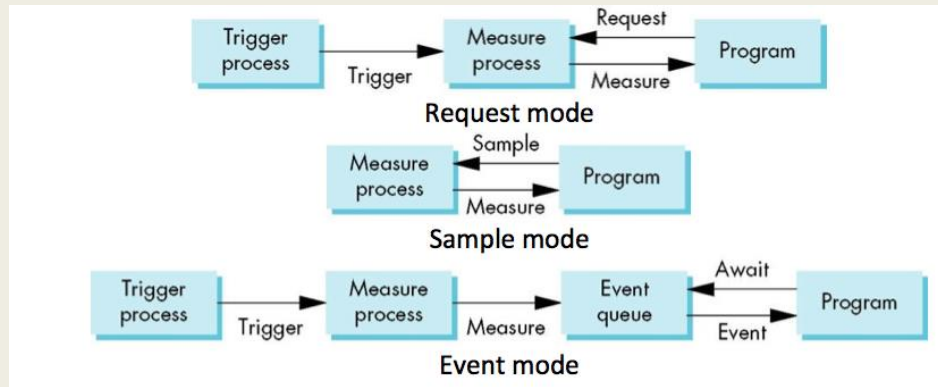 Request
Trigger
process
Trigger
Measure
process
Measure
Program
Request mode
Sample
Measure
process
Measure
Program
Sample mode
Trigger
process
Trigger
Measure
process
Measure
Event
queue
Await
Event
Program
Event mode